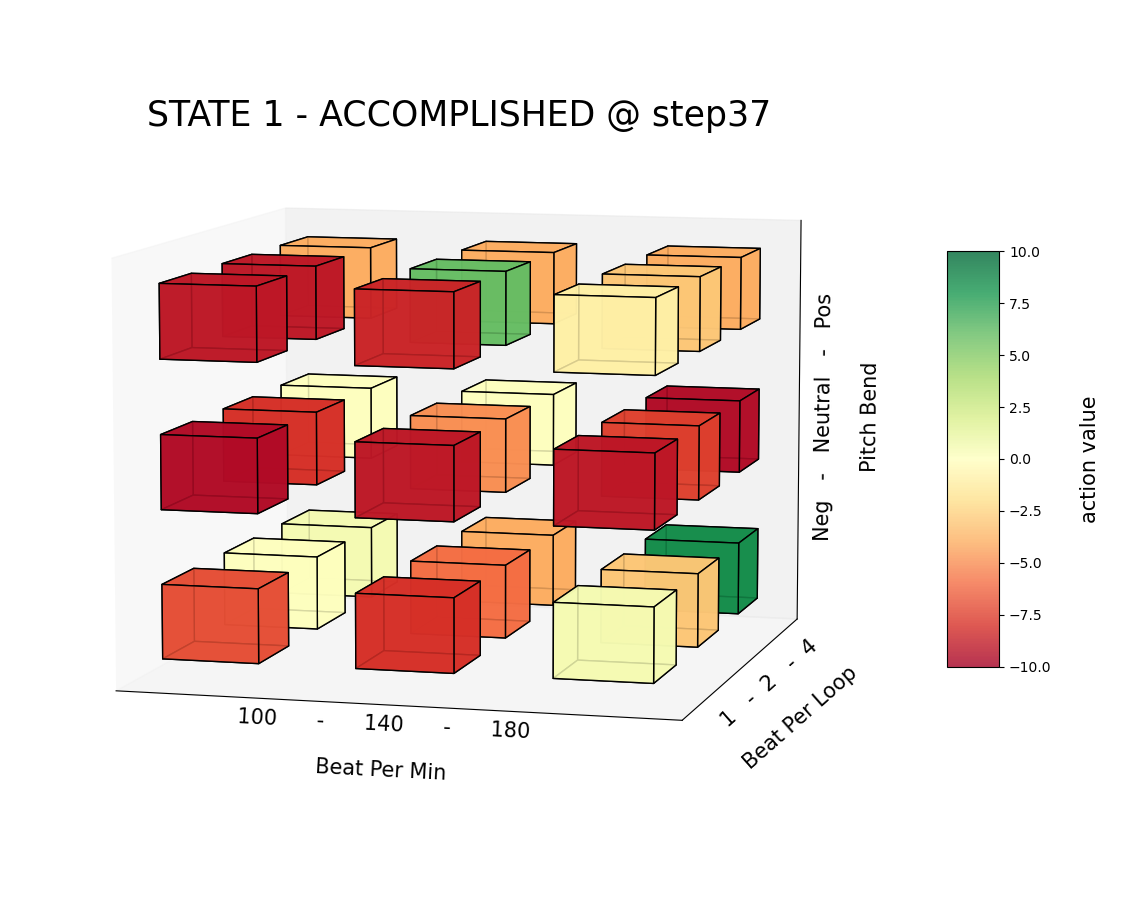 STATE 1 - ACCOMPLISHED @ step37
Neg - Neutral - Pos
Pitch Bend
100 - 140 - 180
Beat Per Min
1 - 2 - 4
Beat Per Loop
10.0
7.5
5.0
2.5
0.0
−2.5
−5.0
−7.5
−10.0
action value